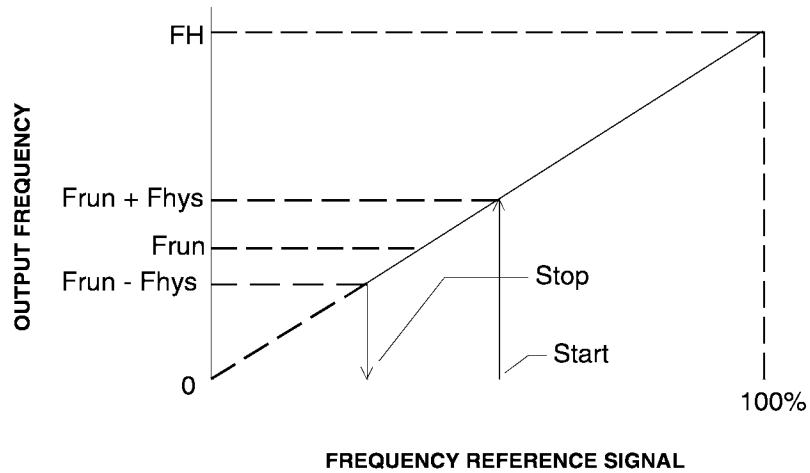 FH
OUTPUT FREQUENCY
Frun + Fhys
Frun
Frun - Fhys
Stop
Start
0
100%
FREQUENCY REFERENCE SIGNAL